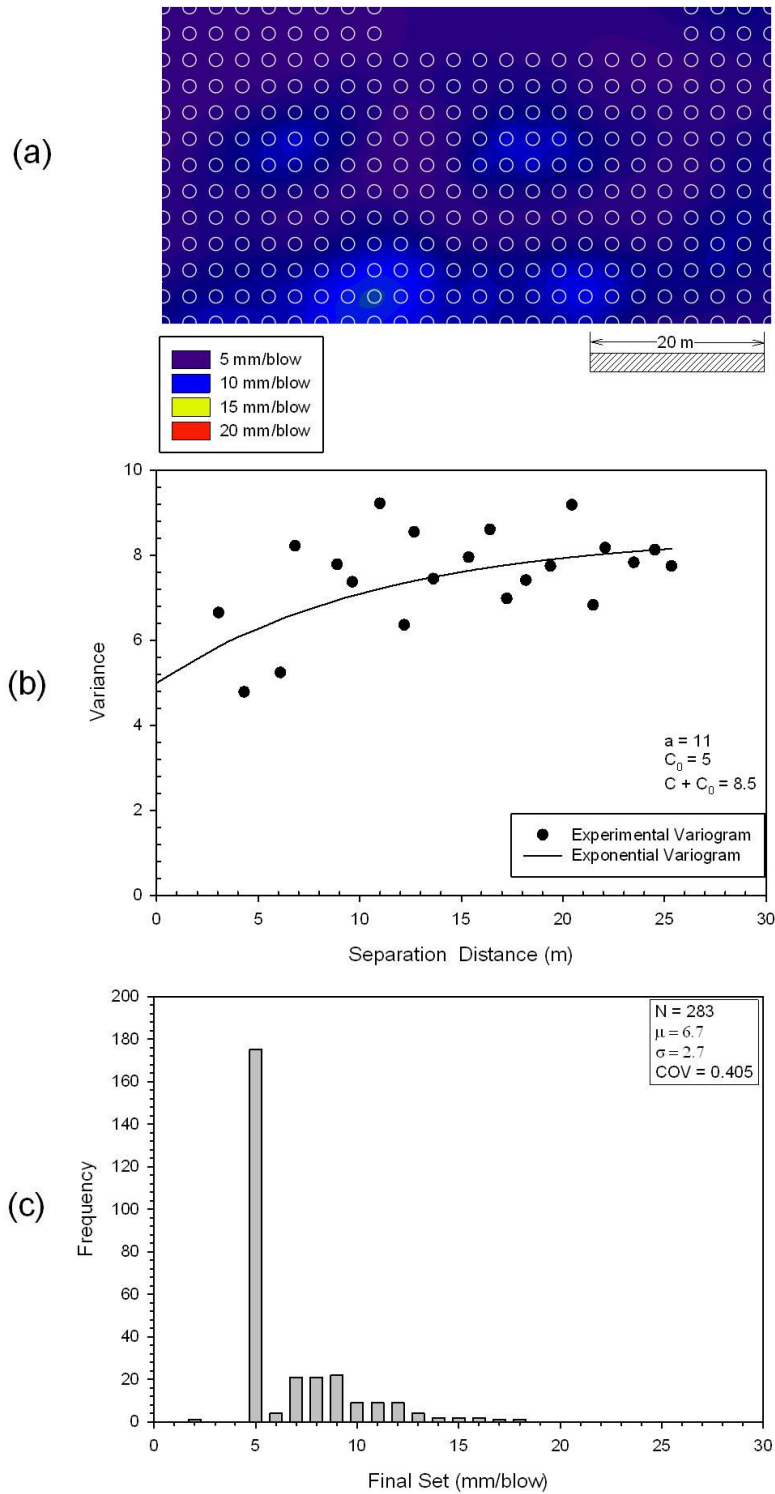 (a)
20 m
5 mm/blow
10 mm/blow
15 mm/blow
20 mm/blow
(b)
Variance
10
8
6
4
2
0
a = 11
C0 = 5
C + C0 = 8.5
Experimental Variogram
Exponential Variogram
0 5 10 15 20 25 30
Separation Distance (m)
(c)
Frequency
200
180
160
140
120
100
80
60
40
20
0
N = 283
μ = 6.7
σ = 2.7
COV = 0.405
0 5 10 15 20 25 30
Final Set (mm/blow)